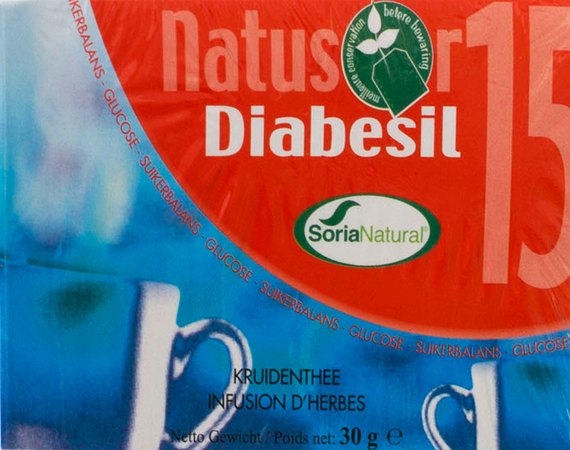 Natusor 15
meilleure conservation
betere bewaring
Diabesil
SoriaNatural®
KERBALANS · GLUCOSE · SUIKERBALANS · GLUCOSE · SUIKERBALANS · GLUCOSE · SUIKERBALANS · GLUCOSE
KRUIDENTHEE
INFUSION D'HERBES
Netto Gewicht / Poids net: 30 g ℮